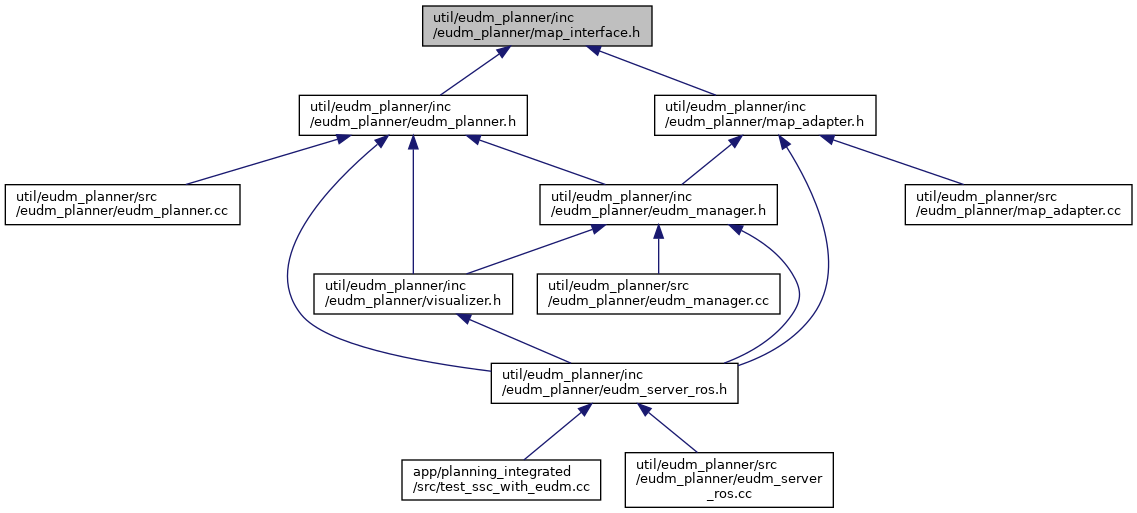 util/eudm_planner/inc
/eudm_planner/map_interface.h
util/eudm_planner/inc
/eudm_planner/eudm_planner.h
util/eudm_planner/inc
/eudm_planner/map_adapter.h
util/eudm_planner/src
/eudm_planner/eudm_planner.cc
util/eudm_planner/inc
/eudm_planner/eudm_manager.h
util/eudm_planner/src
/eudm_planner/map_adapter.cc
util/eudm_planner/inc
/eudm_planner/visualizer.h
util/eudm_planner/src
/eudm_planner/eudm_manager.cc
util/eudm_planner/inc
/eudm_planner/eudm_server_ros.h
app/planning_integrated
/src/test_ssc_with_eudm.cc
util/eudm_planner/src
/eudm_planner/eudm_server
_ros.cc